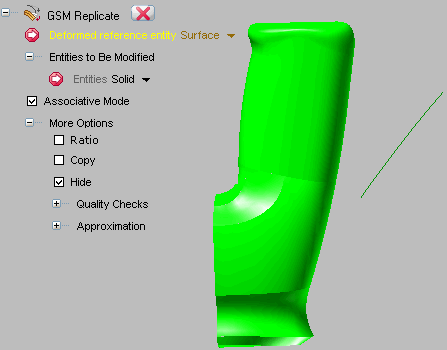 GSM Replicate
Deformed reference entity Surface
Entities to Be Modified
Entities Solid
Associative Mode
More Options
Ratio
Copy
Hide
Quality Checks
Approximation